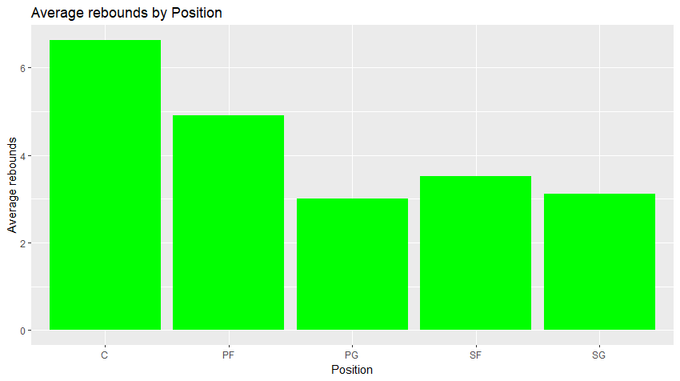 Average rebounds by Position
Average rebounds
6
4
2
0
C PF PG SF SG
Position